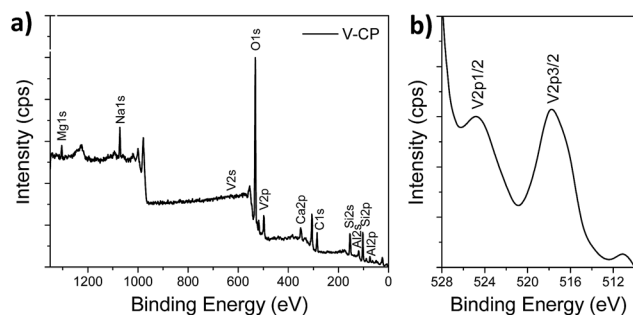 a)
V-CP
O1s
Na1s
Mg1s
V2s
V2p
Ca2p
C1s
Si2s
Si2p
Al2s
Al2p
Intensity (cps)
1200 1000 800 600 400 200 0
Binding Energy (eV)
b)
V2p1/2
V2p3/2
Intensity (cps)
528 524 520 516 512
Binding Energy (eV)